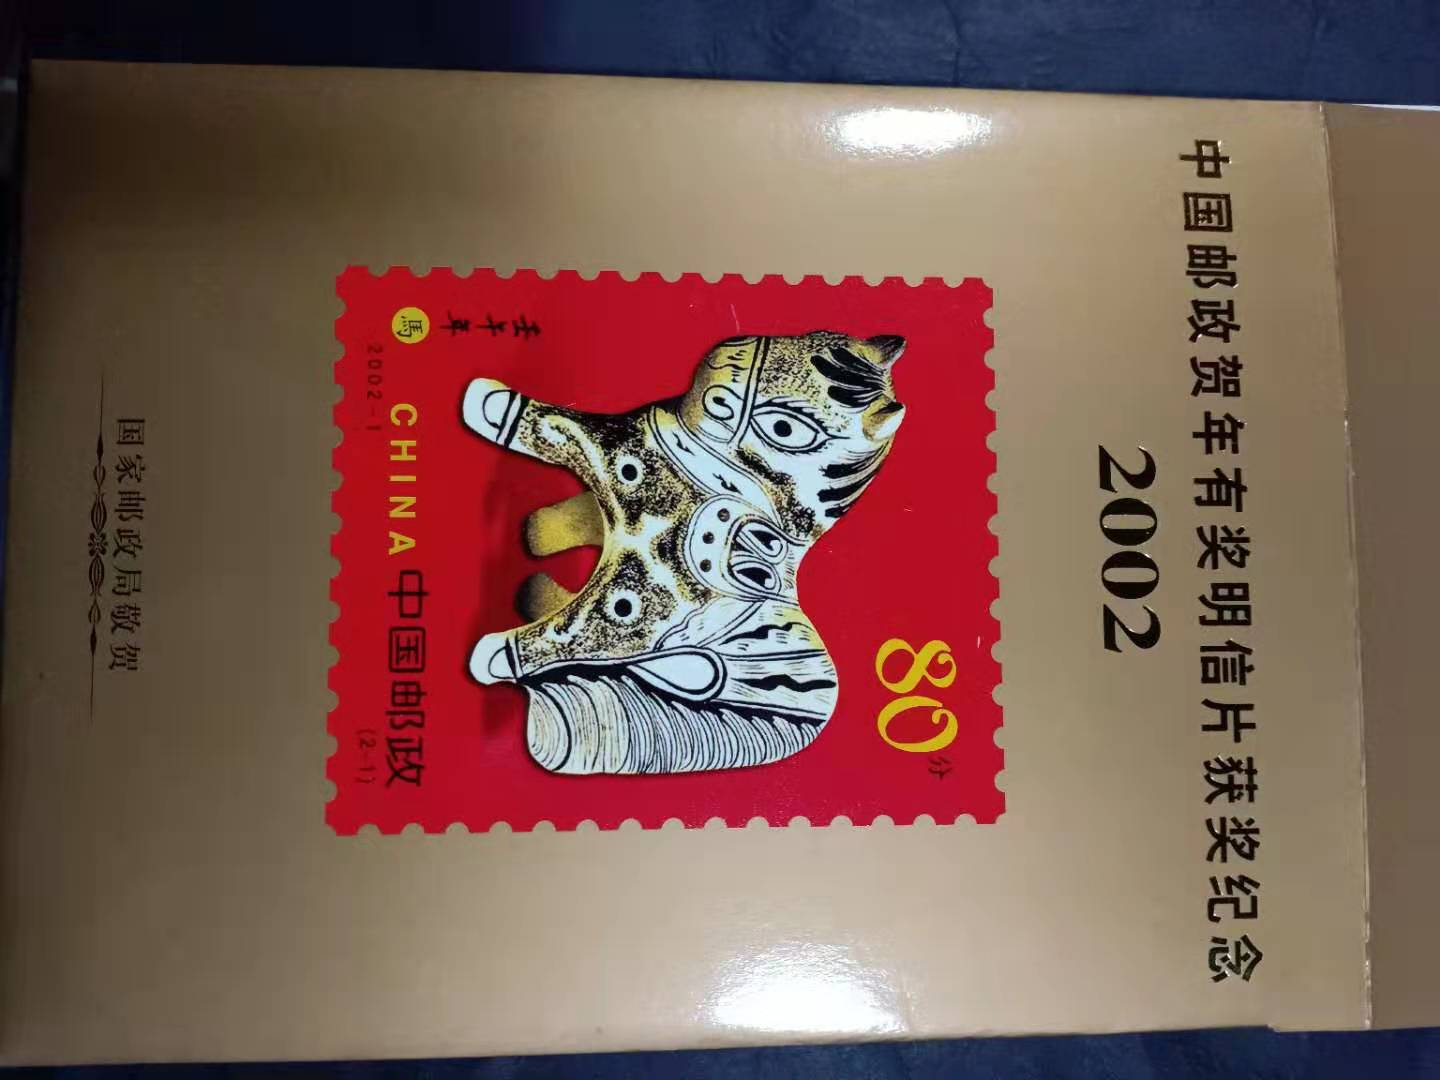 中国邮政贺年有奖明信片获奖纪念
2002
80分
壬午年
馬
2002-1
CHINA 中国邮政
(2-1)
国家邮政局敬贺